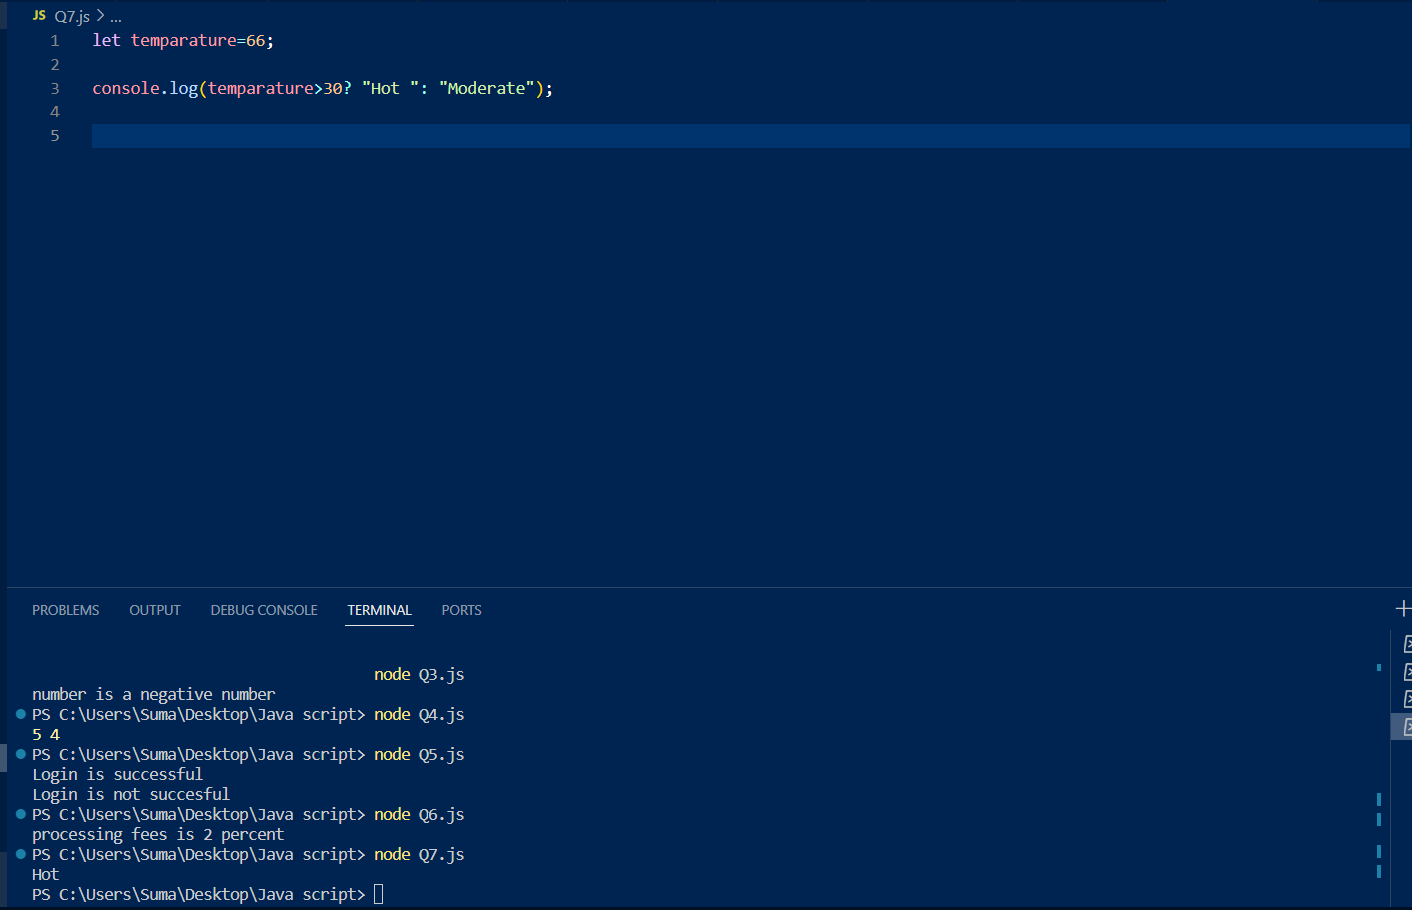 JS Q7.js > ...
1 let temparature=66;
2
3 console.log(temparature>30? "Hot ": "Moderate");
4
5
PROBLEMS OUTPUT DEBUG CONSOLE TERMINAL PORTS
node Q3.js
number is a negative number
PS C:\Users\Suma\Desktop\Java script> node Q4.js
5 4
PS C:\Users\Suma\Desktop\Java script> node Q5.js
Login is successful
Login is not succesful
PS C:\Users\Suma\Desktop\Java script> node Q6.js
processing fees is 2 percent
PS C:\Users\Suma\Desktop\Java script> node Q7.js
Hot
PS C:\Users\Suma\Desktop\Java script>